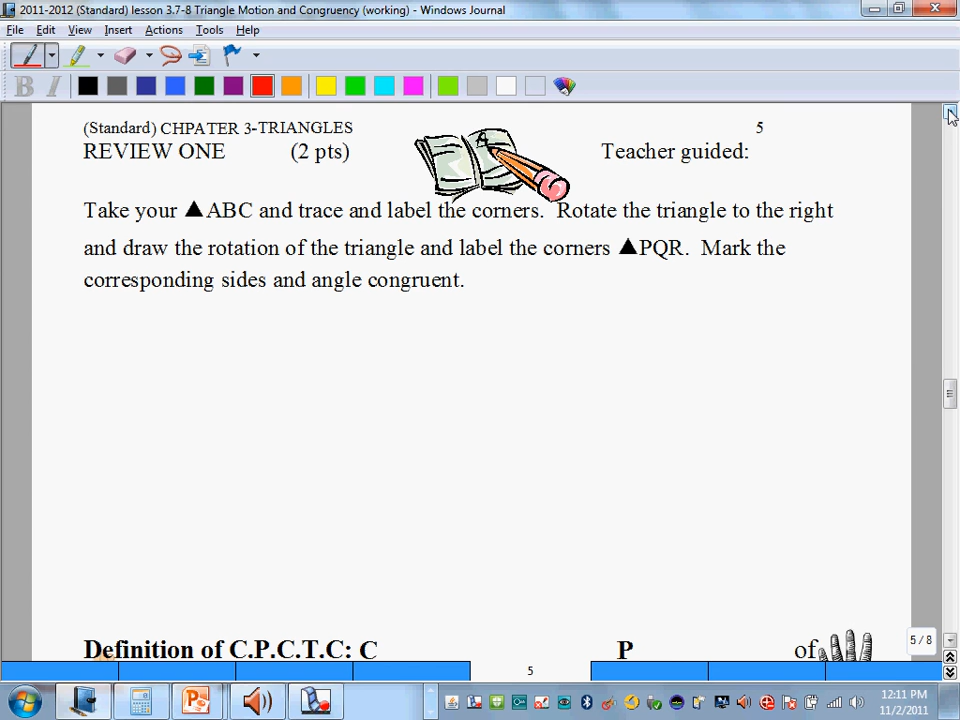 2011-2012 (Standard) lesson 3.7-8 Triangle Motion and Congruency (working) - Windows Journal
File Edit View Insert Actions Tools Help
B I
(Standard) CHPATER 3-TRIANGLES 5
REVIEW ONE (2 pts) Teacher guided:
Take your ▲ABC and trace and label the corners. Rotate the triangle to the right
and draw the rotation of the triangle and label the corners ▲PQR. Mark the
corresponding sides and angle congruent.
Definition of C.P.C.T.C: C P of
5 / 8
5
12:11 PM
11/2/2011